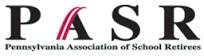 PASR
Pennsylvania Association of School Retirees